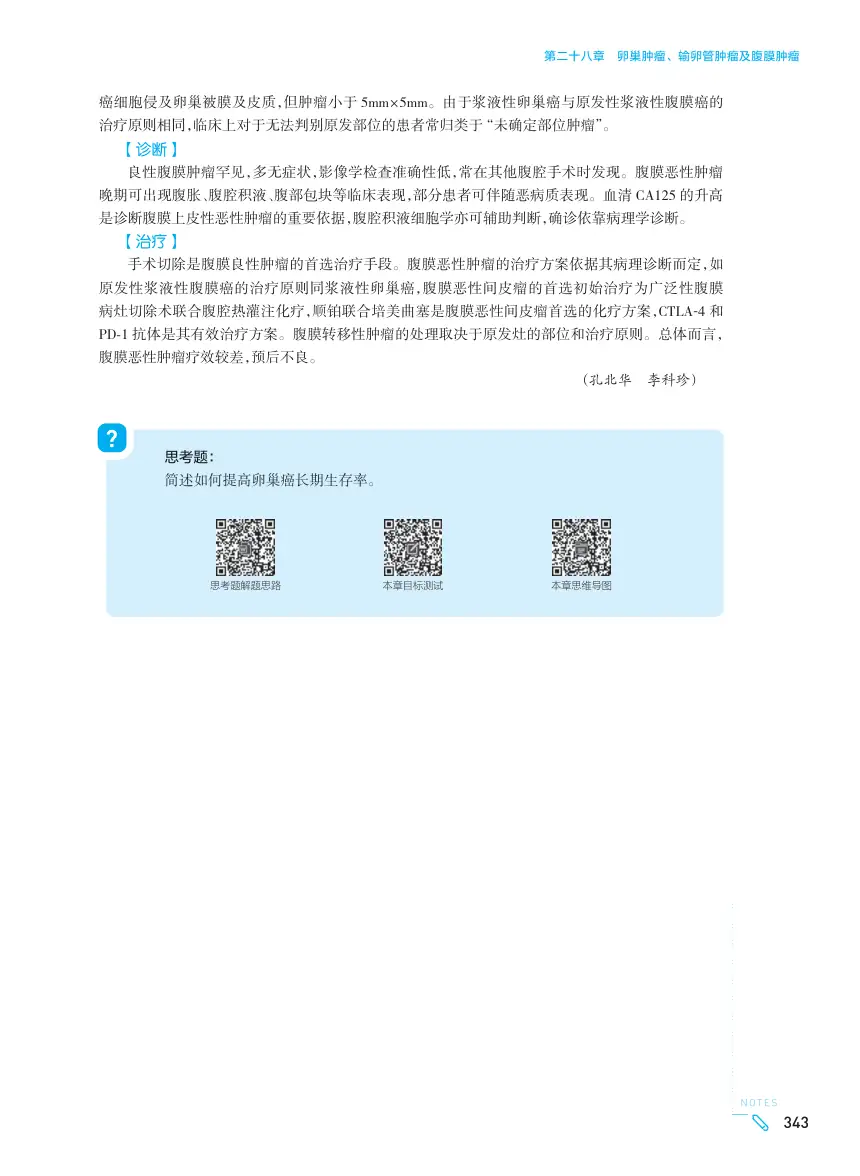 第二十八章 卵巢肿瘤、输卵管肿瘤及腹膜肿瘤
癌细胞侵及卵巢被膜及皮质,但肿瘤小于 5mm×5mm。由于浆液性卵巢癌与原发性浆液性腹膜癌的
治疗原则相同,临床上对于无法判别原发部位的患者常归类于“未确定部位肿瘤”。
【诊断】
良性腹膜肿瘤罕见,多无症状,影像学检查准确性低,常在其他腹腔手术时发现。腹膜恶性肿瘤
晚期可出现腹胀、腹腔积液、腹部包块等临床表现,部分患者可伴随恶病质表现。血清 CA125 的升高
是诊断腹膜上皮性恶性肿瘤的重要依据,腹腔积液细胞学亦可辅助判断,确诊依靠病理学诊断。
【治疗】
手术切除是腹膜良性肿瘤的首选治疗手段。腹膜恶性肿瘤的治疗方案依据其病理诊断而定,如
原发性浆液性腹膜癌的治疗原则同浆液性卵巢癌,腹膜恶性间皮瘤的首选初始治疗为广泛性腹膜
病灶切除术联合腹腔热灌注化疗,顺铂联合培美曲塞是腹膜恶性间皮瘤首选的化疗方案,CTLA-4 和
PD-1 抗体是其有效治疗方案。腹膜转移性肿瘤的处理取决于原发灶的部位和治疗原则。总体而言,
腹膜恶性肿瘤疗效较差,预后不良。
(孔北华 李科珍)
?
思考题:
简述如何提高卵巢癌长期生存率。
思考题解题思路 本章目标测试 本章思维导图
NOTES
343